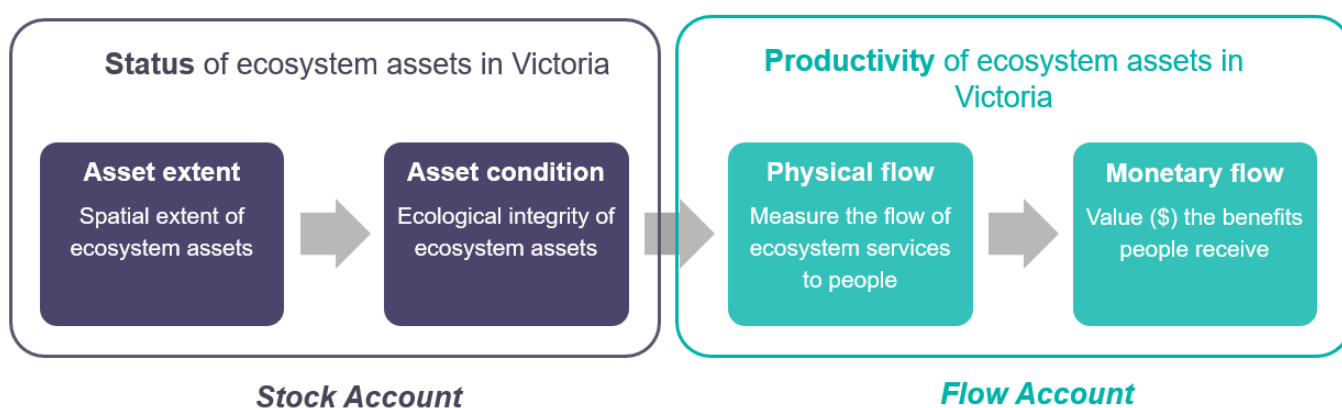 Status of ecosystem assets in Victoria
Asset extent
Spatial extent of
ecosystem assets
Asset condition
Ecological integrity of
ecosystem assets
Stock Account
Productivity of ecosystem assets in
Victoria
Physical flow
Measure the flow of
ecosystem services
to people
Monetary flow
Value ($) the benefits
people receive
Flow Account